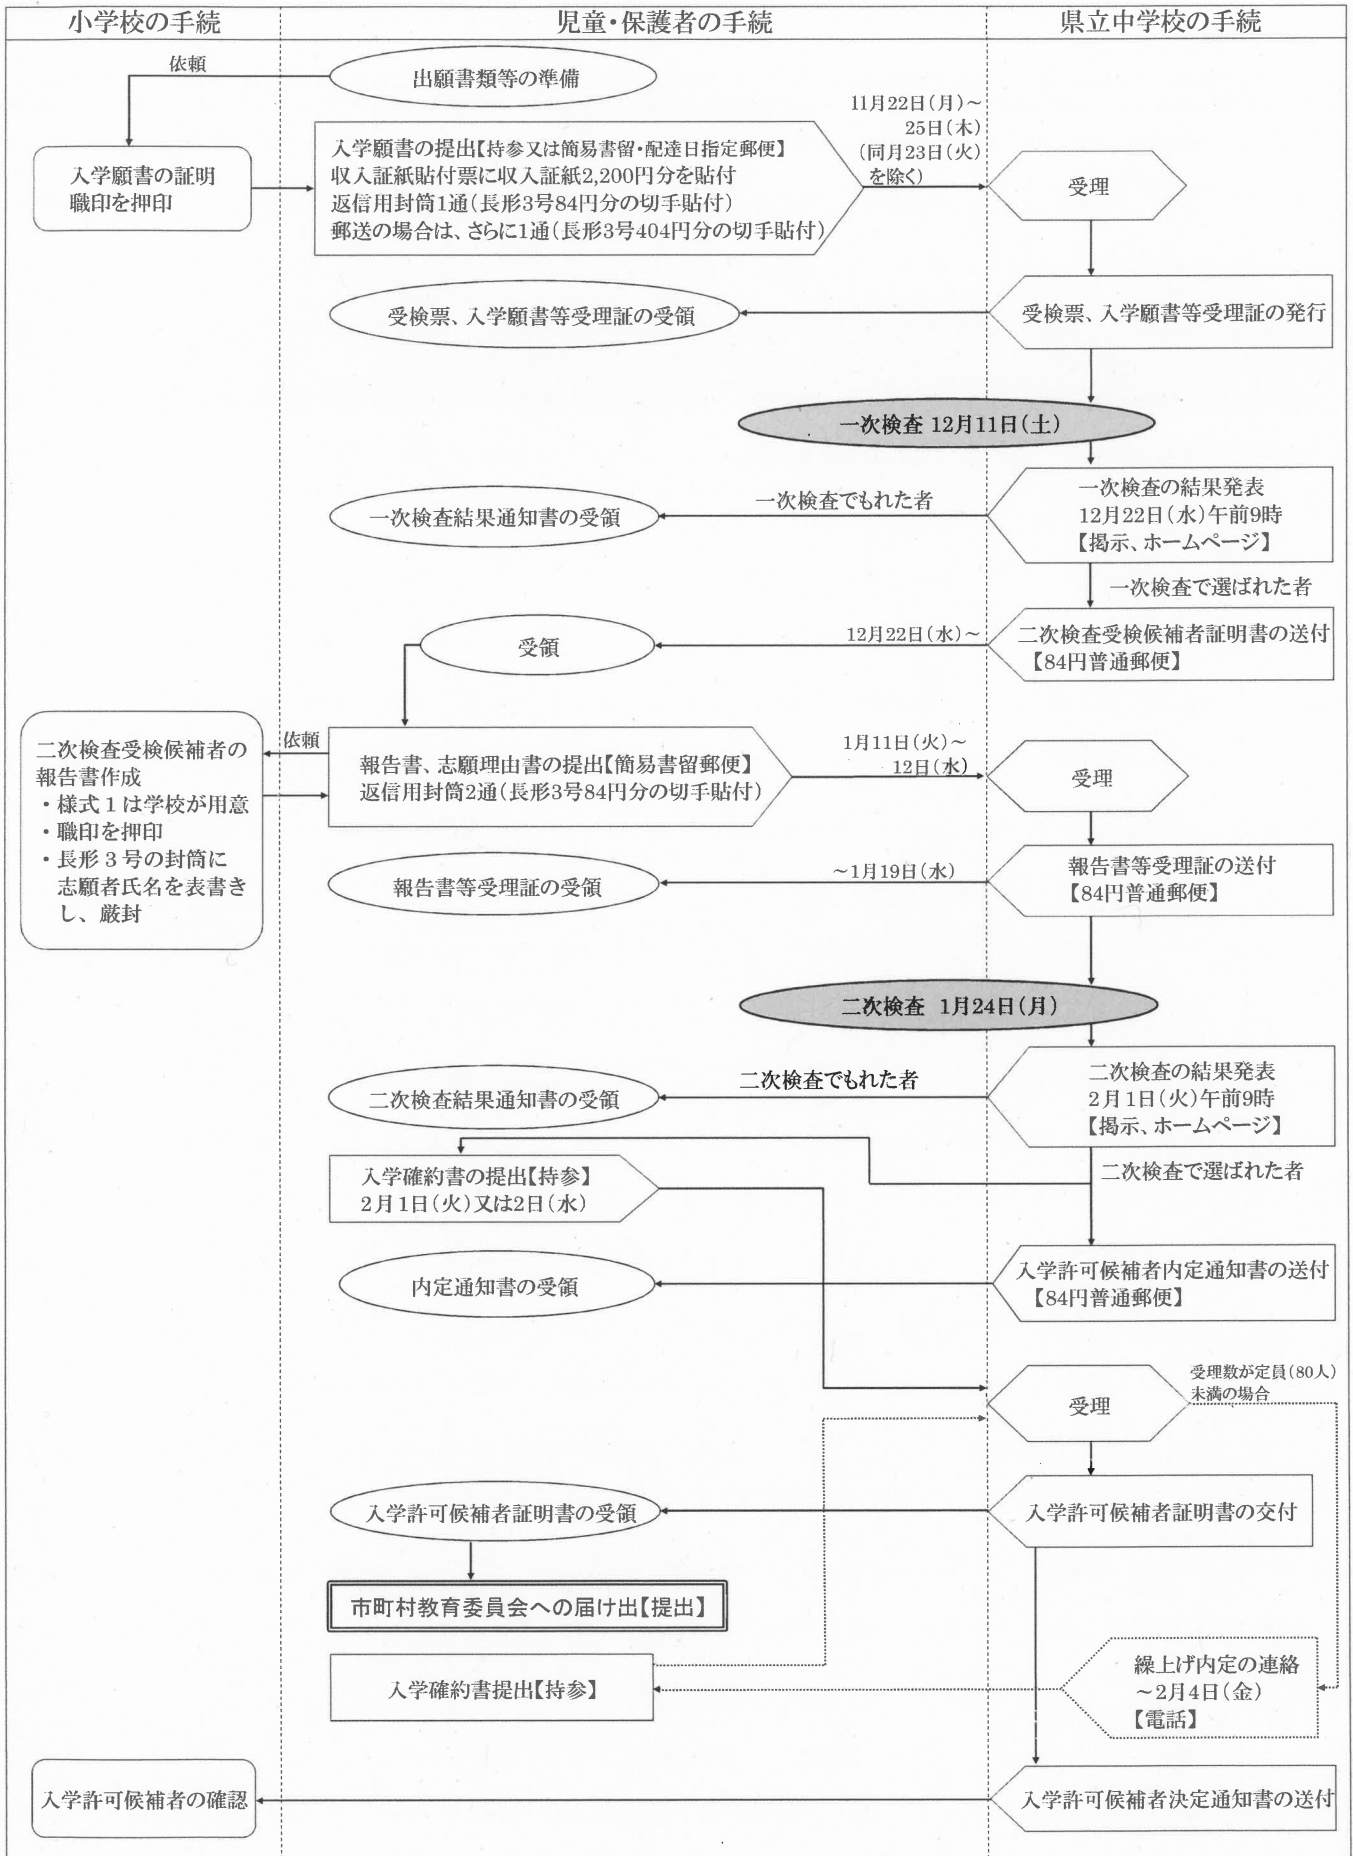 小学校の手続
児童・保護者の手続
県立中学校の手続
依頼
出願書類等の準備
11月22日(月)～
25日(木)
(同月23日(火)
を除く)
入学願書の証明
職印を押印
入学願書の提出【持参又は簡易書留・配達日指定郵便】
収入証紙貼付票に収入証紙2,200円分を貼付
返信用封筒1通(長形3号84円分の切手貼付)
郵送の場合は、さらに1通(長形3号404円分の切手貼付)
受理
受検票、入学願書等受理証の受領
受検票、入学願書等受理証の発行
一次検査 12月11日(土)
一次検査結果通知書の受領
一次検査でもれた者
一次検査の結果発表
12月22日(水)午前9時
【掲示、ホームページ】
一次検査で選ばれた者
受領
12月22日(水)～
二次検査受検候補者証明書の送付
【84円普通郵便】
二次検査受検候補者の
報告書作成
・様式1は学校が用意
・職印を押印
・長形3号の封筒に
志願者氏名を表書き
し、厳封
依頼
報告書、志願理由書の提出【簡易書留郵便】
返信用封筒2通(長形3号84円分の切手貼付)
1月11日(火)～
12日(水)
受理
報告書等受理証の受領
～1月19日(水)
報告書等受理証の送付
【84円普通郵便】
二次検査 1月24日(月)
二次検査結果通知書の受領
二次検査でもれた者
二次検査の結果発表
2月1日(火)午前9時
【掲示、ホームページ】
二次検査で選ばれた者
入学確約書の提出【持参】
2月1日(火)又は2日(水)
内定通知書の受領
入学許可候補者内定通知書の送付
【84円普通郵便】
受理
受理数が定員(80人)
未満の場合
入学許可候補者証明書の受領
入学許可候補者証明書の交付
市町村教育委員会への届け出【提出】
入学確約書提出【持参】
繰上げ内定の連絡
～2月4日(金)
【電話】
入学許可候補者の確認
入学許可候補者決定通知書の送付